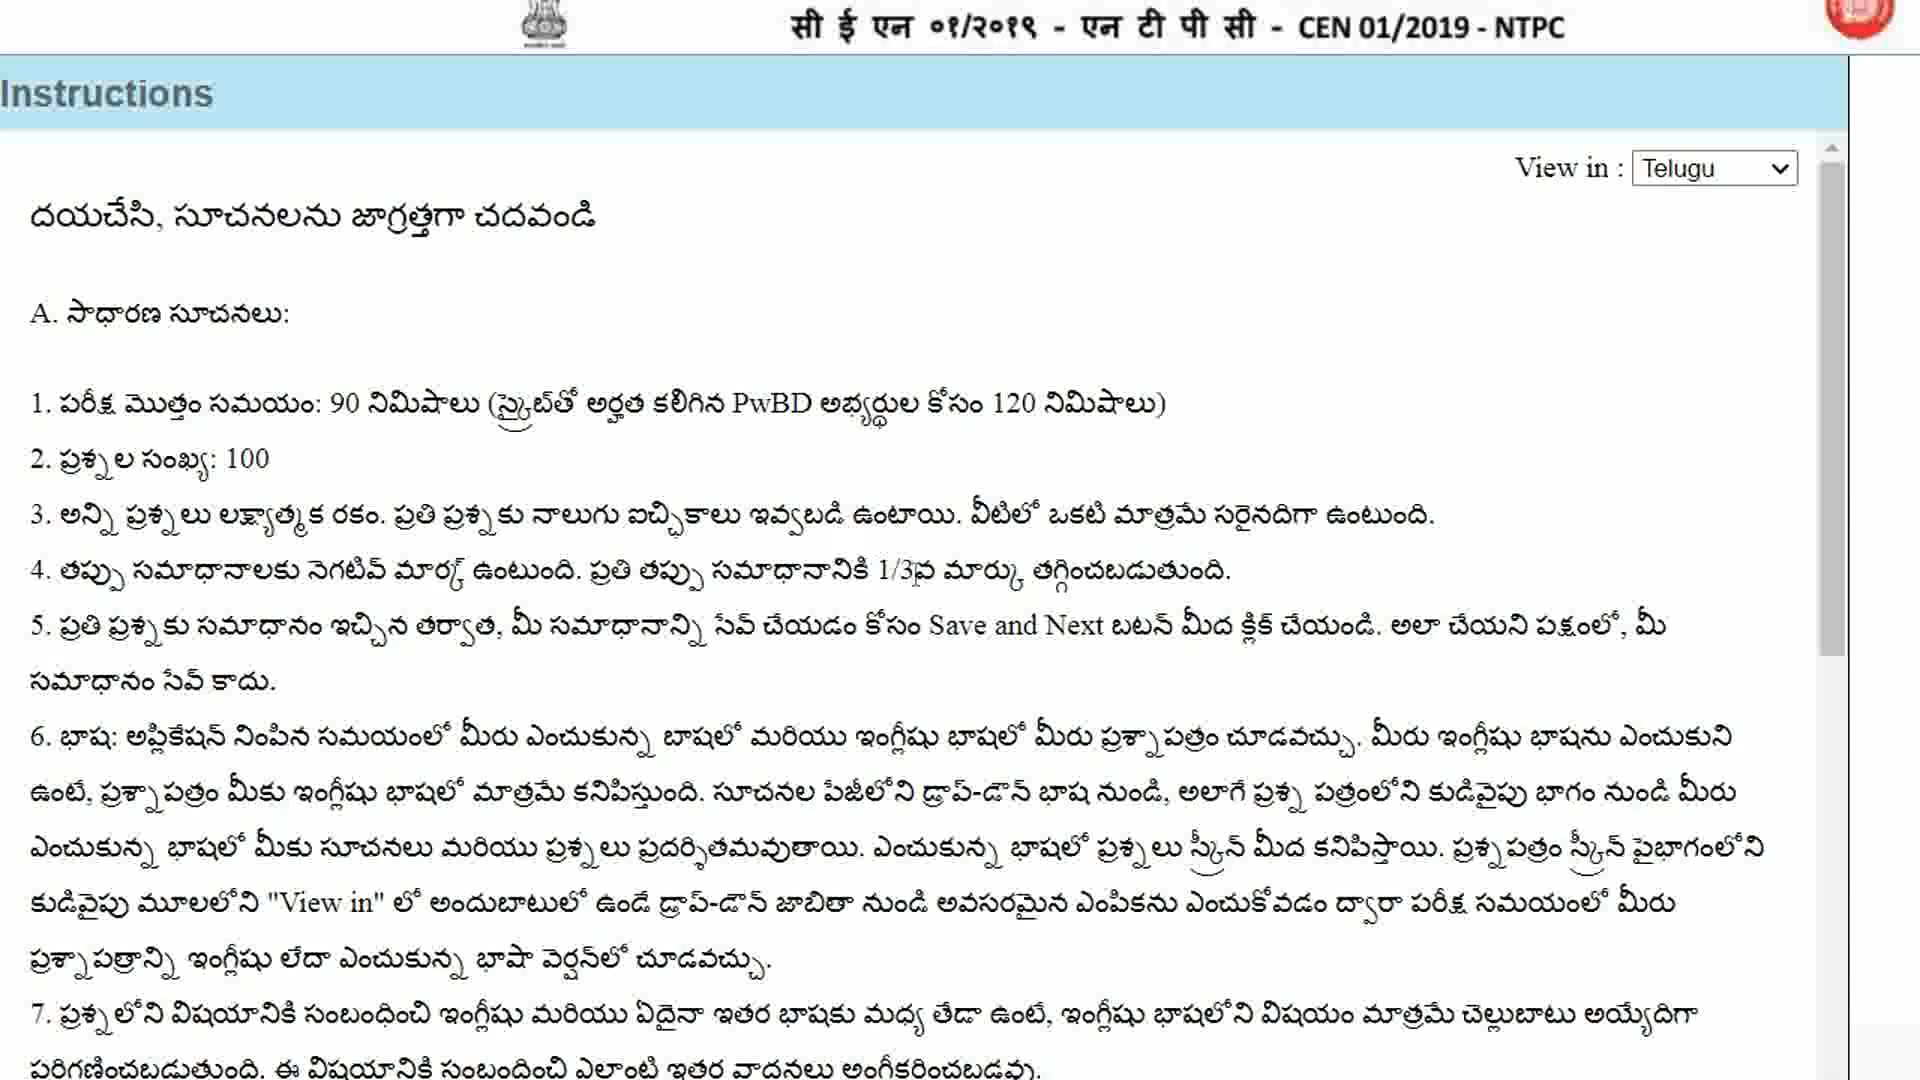 सी ई एन ०१/२०१९ - एन टी पी सी - CEN 01/2019 - NTPC
Instructions
View in : Telugu
దయచేసి, సూచనలను జాగ్రత్తగా చదవండి
A. సాధారణ సూచనలు:
1. పరీక్ష మొత్తం సమయం: 90 నిమిషాలు (స్క్రైబ్‌తో అర్హత కలిగిన PwBD అభ్యర్థుల కోసం 120 నిమిషాలు)
2. ప్రశ్నల సంఖ్య: 100
3. అన్ని ప్రశ్నలు లక్ష్యాత్మక రకం. ప్రతి ప్రశ్నకు నాలుగు ఐచ్ఛికాలు ఇవ్వబడి ఉంటాయి. వీటిలో ఒకటి మాత్రమే సరైనదిగా ఉంటుంది.
4. తప్పు సమాధానాలకు నెగటివ్ మార్క్ ఉంటుంది. ప్రతి తప్పు సమాధానానికి 1/3వ మార్కు తగ్గించబడుతుంది.
5. ప్రతి ప్రశ్నకు సమాధానం ఇచ్చిన తర్వాత, మీ సమాధానాన్ని సేవ్ చేయడం కోసం Save and Next బటన్ మీద క్లిక్ చేయండి. అలా చేయని పక్షంలో, మీ
సమాధానం సేవ్ కాదు.
6. భాష: అప్లికేషన్ నింపిన సమయంలో మీరు ఎంచుకున్న బాషలో మరియు ఇంగ్లీషు భాషలో మీరు ప్రశ్నాపత్రం చూడవచ్చు. మీరు ఇంగ్లీషు భాషను ఎంచుకుని
ఉంటే, ప్రశ్నాపత్రం మీకు ఇంగ్లీషు భాషలో మాత్రమే కనిపిస్తుంది. సూచనల పేజీలోని డ్రాప్-డౌన్ భాష నుండి, అలాగే ప్రశ్న పత్రంలోని కుడివైపు భాగం నుండి మీరు
ఎంచుకున్న భాషలో మీకు సూచనలు మరియు ప్రశ్నలు ప్రదర్శితమవుతాయి. ఎంచుకున్న భాషలో ప్రశ్నలు స్క్రీన్ మీద కనిపిస్తాయి. ప్రశ్నపత్రం స్క్రీన్ పైభాగంలోని
కుడివైపు మూలలోని "View in" లో అందుబాటులో ఉండే డ్రాప్-డౌన్ జాబితా నుండి అవసరమైన ఎంపికను ఎంచుకోవడం ద్వారా పరీక్ష సమయంలో మీరు
ప్రశ్నాపత్రాన్ని ఇంగ్లీషు లేదా ఎంచుకున్న భాషా వెర్షన్‌లో చూడవచ్చు.
7. ప్రశ్నలోని విషయానికి సంబంధించి ఇంగ్లీషు మరియు ఏదైనా ఇతర భాషకు మధ్య తేడా ఉంటే, ఇంగ్లీషు భాషలోని విషయం మాత్రమే చెల్లుబాటు అయ్యేదిగా
పరిగణించబడుతుంది. ఈ విషయానికి సంబంధించి ఎలాంటి ఇతర వాదనలు అంగీకరించబడవు.